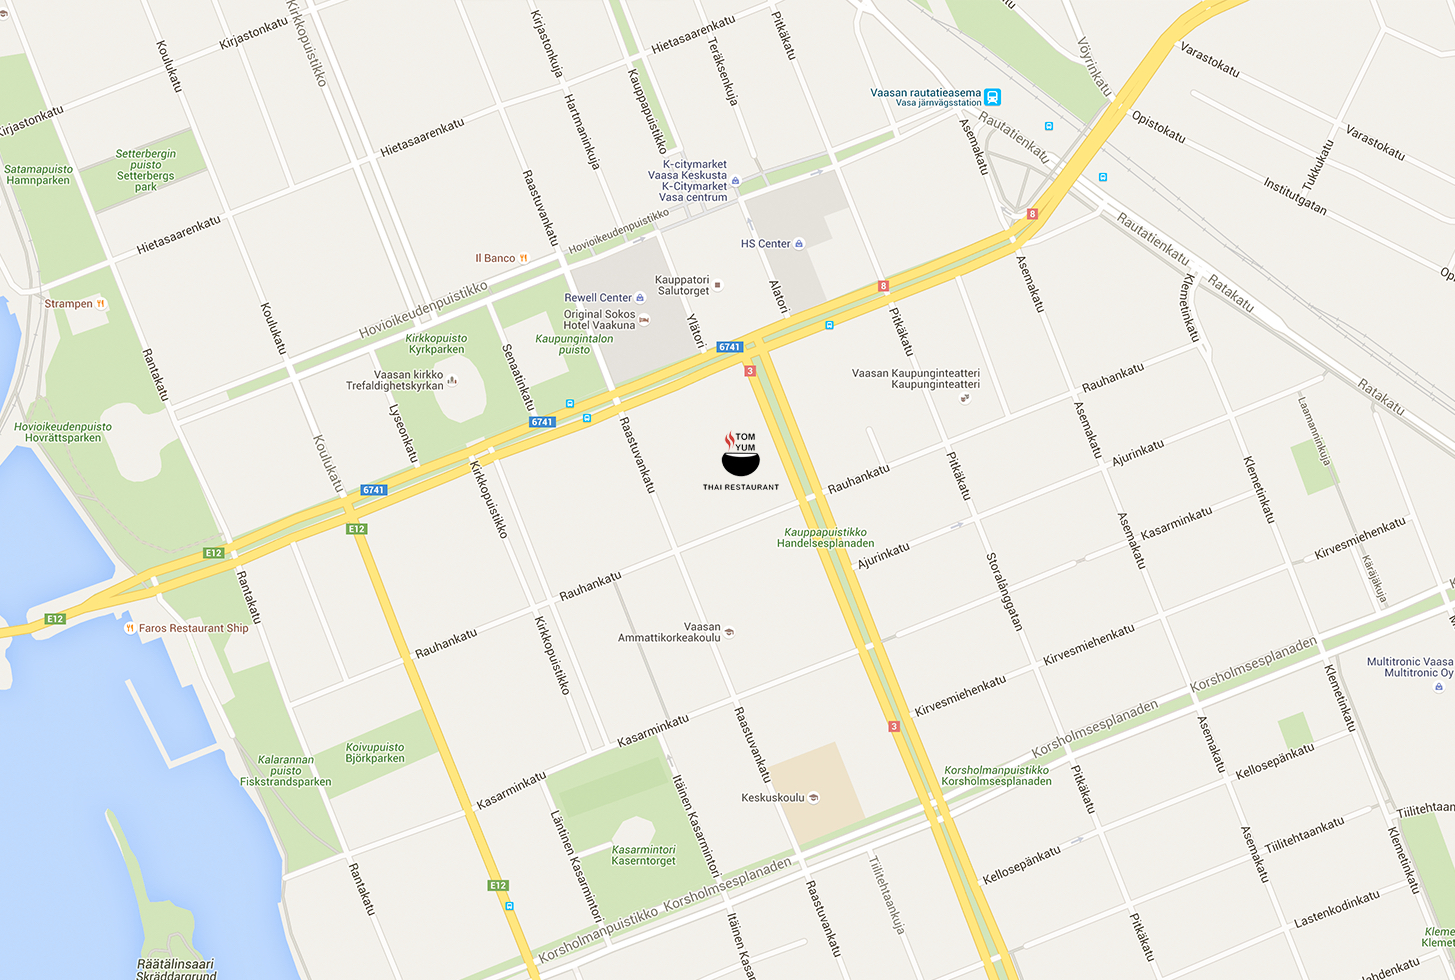 Kirjastonkatu
Koulukatu
Kirkkopuistikko
Kirjastonkuja
Hietasaarenkatu
Teräksenkuja
Pitkäkatu
Vöyrinkatu
Varastokatu
Kauppapuistikko
Hartmaninkuja
Vaasan rautatieasema
Vasa järnvägsstation
Kirjastonkatu
Hietasaarenkatu
Rautatienkatu
Asemakatu
Opistokatu
Varastokatu
Tukkukatu
Institutgatan
Setterbergin
puisto
Setterbergs
park
Satamapuisto
Hamnparken
K-citymarket
Vaasa Keskusta
K-Citymarket
Vasa centrum
Raastuvankatu
Hovioikeudenpuistikko
Hietasaarenkatu
HS Center
8
Rautatienkatu
Ratakatu
Il Banco
Kauppatori
Salutorget
Alatori
8
Asemakatu
Klemetinkatu
Strampen
Rewell Center
Original Sokos
Hotel Vaakuna
Hovioikeudenpuistikko
Koulukatu
Kirkkopuisto
Kyrkparken
Kaupungintalon
puisto
Ylätori
6741
3
Pitkäkatu
Rantakatu
Senaatinkatu
Vaasan kirkko
Trefaldighetskyrkan
Vaasan Kaupunginteatteri
Kaupunginteatteri
Rauhankatu
Ratakatu
Lyseonkatu
6741
Raastuvankatu
Asemakatu
Laamanninkuja
Hovioikeudenpuisto
Hovrättsparken
Koulukatu
TOM
YUM
THAI RESTAURANT
Ajurinkatu
Pitkäkatu
Klemetinkatu
Rauhankatu
6741
Kirkkopuistikko
E12
E12
Kauppapuistikko
Handelsesplanaden
Ajurinkatu
Asemakatu
Kasarminkatu
Kirvesmiehenkatu
Käräjäkuja
Storalånggatan
Rantakatu
Rauhankatu
E12
Faros Restaurant Ship
Rauhankatu
Kirkkopuistikko
Vaasan
Ammattikorkeakoulu
Kirvesmiehenkatu
Kirvesmiehenkatu
Korsholmsesplanaden
Korsholmsesplanaden
Klemetinkatu
Multitronic Vaasa
Multitronic Oy
Kasarminkatu
Raastuvankatu
3
Asemakatu
Koivupuisto
Björkparken
Kalarannan
puisto
Fiskstrandsparken
Kasarminkatu
Itäinen Kasarmintori
Keskuskoulu
Korsholmanpuistikko
Korsholmsesplanaden
Pitkäkatu
Kellosepänkatu
Läntinen Kasarmintori
Kasarmintori
Kaserntorget
Kellosepänkatu
Tiilitehtaankatu
Asemakatu
Klemetinkatu
Rantakatu
E12
Korsholmanpuistikko
Korsholmsesplanaden
Raastuvankatu
Tiilitehtaankuja
Pitkäkatu
Lastenkodinkatu
Räätälinsaari
Skräddargrund